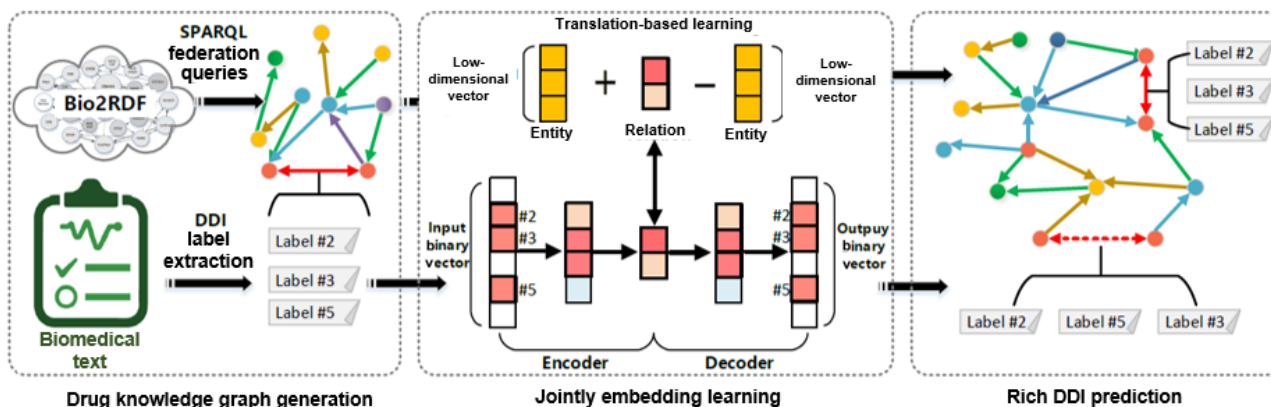 SPARQL
federation
queries
Bio2RDF
DDI
label
extraction
Label #2
Label #3
Label #5
Biomedical
text
Drug knowledge graph generation
Translation-based learning
Low-
dimensional
vector
Entity
+
Relation
−
Entity
Low-
dimensional
vector
Input
binary
vector
#2
#3
#5
#2
#3
#5
Outpuy
binary
vector
Encoder
Decoder
Jointly embedding learning
Label #2
Label #3
Label #5
Label #2
Label #5
Label #3
Rich DDI prediction